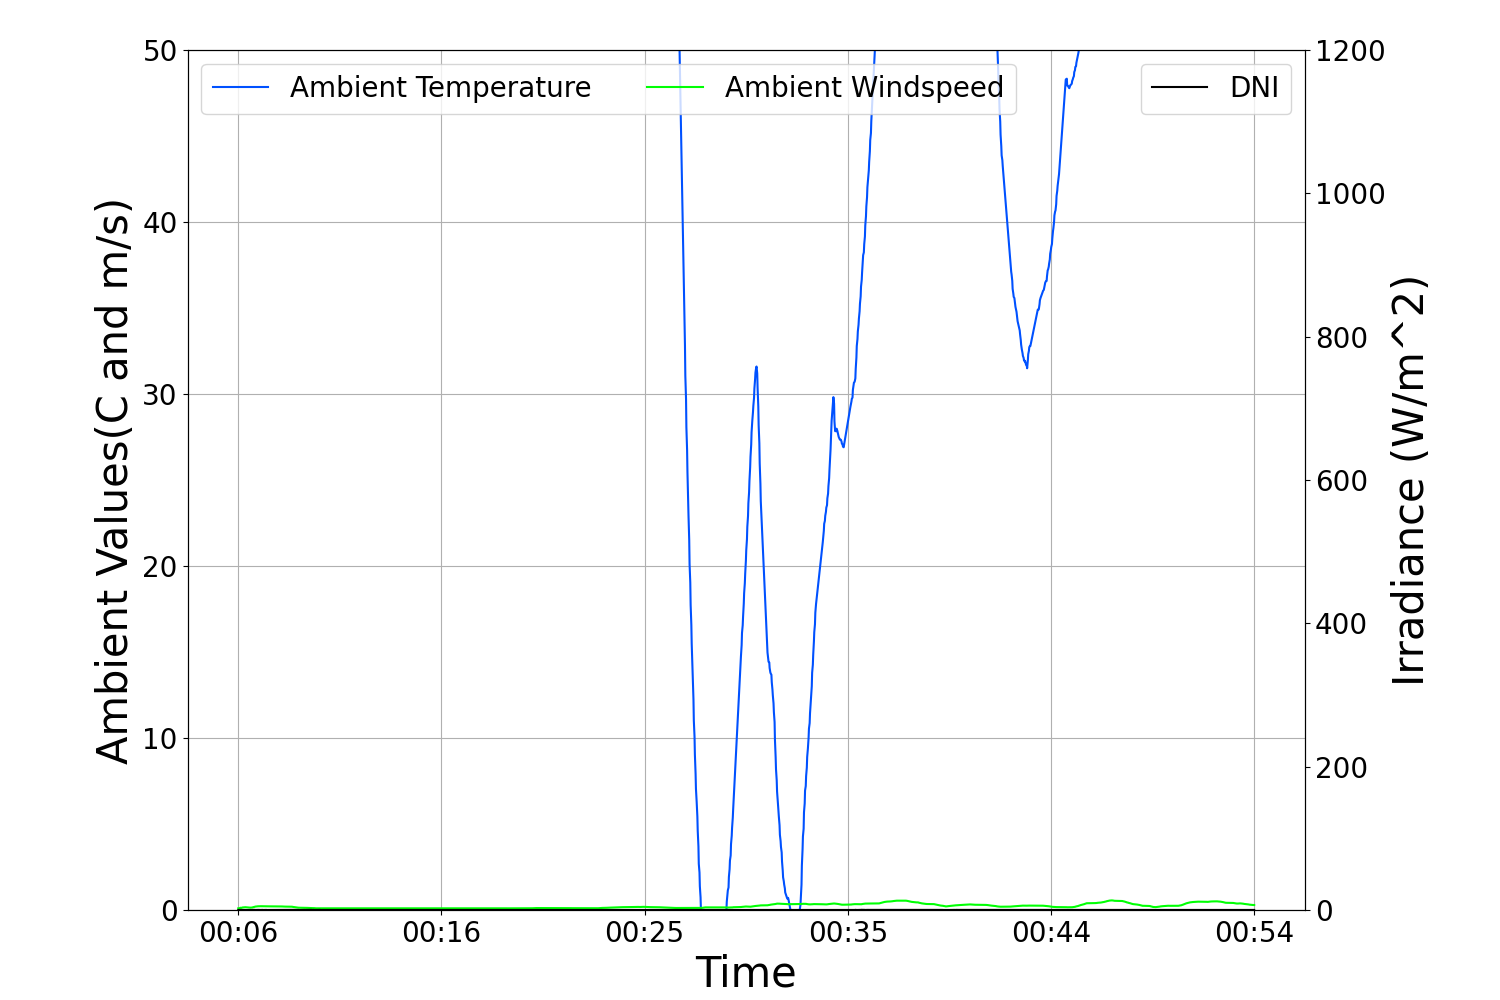 Ambient Temperature
Ambient Windspeed
DNI
50
40
30
20
10
0
Ambient Values(C and m/s)
1200
1000
800
600
400
200
0
Irradiance (W/m^2)
00:06 00:16 00:25 00:35 00:44 00:54
Time